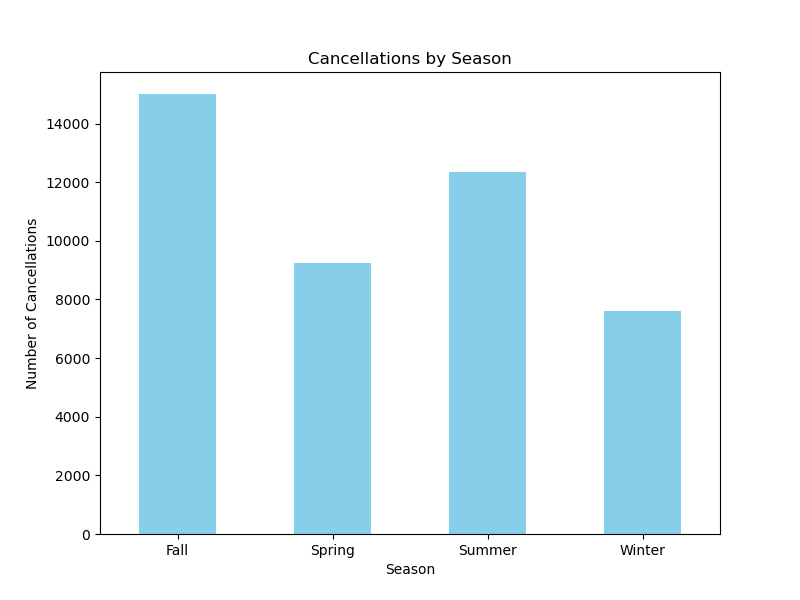 Cancellations by Season
Number of Cancellations
14000
12000
10000
8000
6000
4000
2000
0
Fall Spring Summer Winter
Season